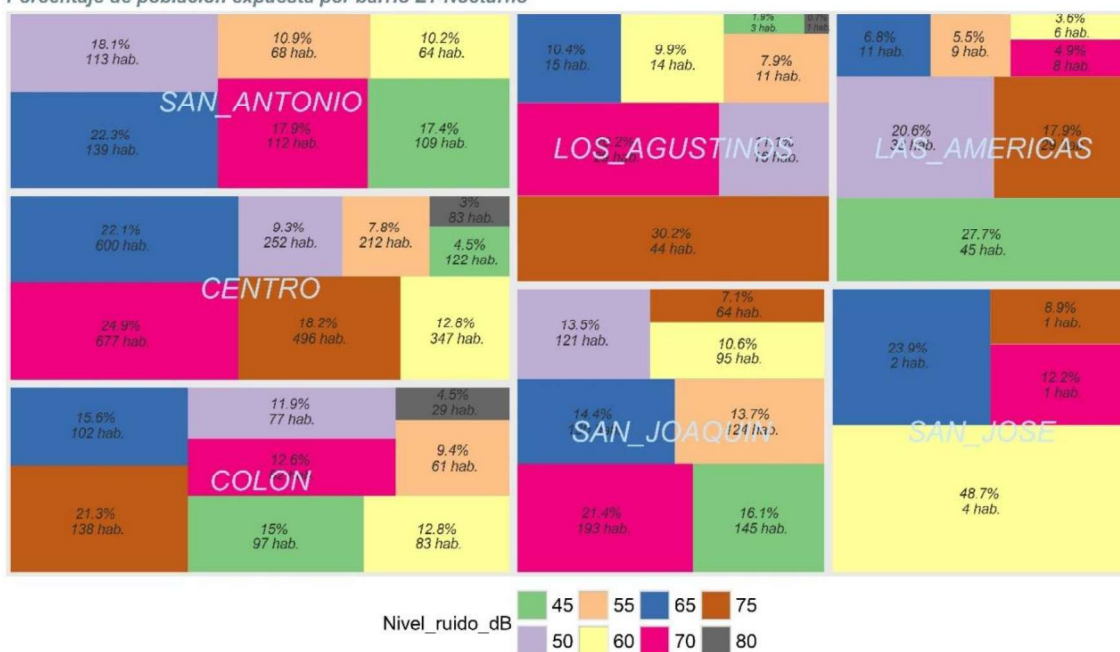 Porcentaje de población expuesta por barrio E1 Nocturno
18.1%
113 hab.
10.9%
68 hab.
10.2%
64 hab.
SAN_ANTONIO
22.3%
139 hab.
17.9%
112 hab.
17.4%
109 hab.
10.4%
15 hab.
9.9%
14 hab.
1.9%
3 hab.
0.7%
1 hab.
7.9%
11 hab.
LOS_AGUSTINOS
30.2%
44 hab.
6.8%
11 hab.
5.5%
9 hab.
3.6%
6 hab.
4.9%
8 hab.
20.6%
17.9%
LAS_AMERICAS
27.7%
45 hab.
22.1%
600 hab.
9.3%
252 hab.
7.8%
212 hab.
3%
83 hab.
4.5%
122 hab.
CENTRO
24.9%
677 hab.
18.2%
496 hab.
12.8%
347 hab.
13.5%
121 hab.
7.1%
64 hab.
10.6%
95 hab.
14.4%
13.7%
124 hab.
SAN_JOAQUIN
21.4%
193 hab.
16.1%
145 hab.
23.9%
2 hab.
8.9%
1 hab.
12.2%
1 hab.
SAN_JOSE
48.7%
4 hab.
15.6%
102 hab.
11.9%
77 hab.
4.5%
29 hab.
12.6%
9.4%
61 hab.
COLON
21.3%
138 hab.
15%
97 hab.
12.8%
83 hab.
Nivel_ruido_dB
45 55 65 75
50 60 70 80